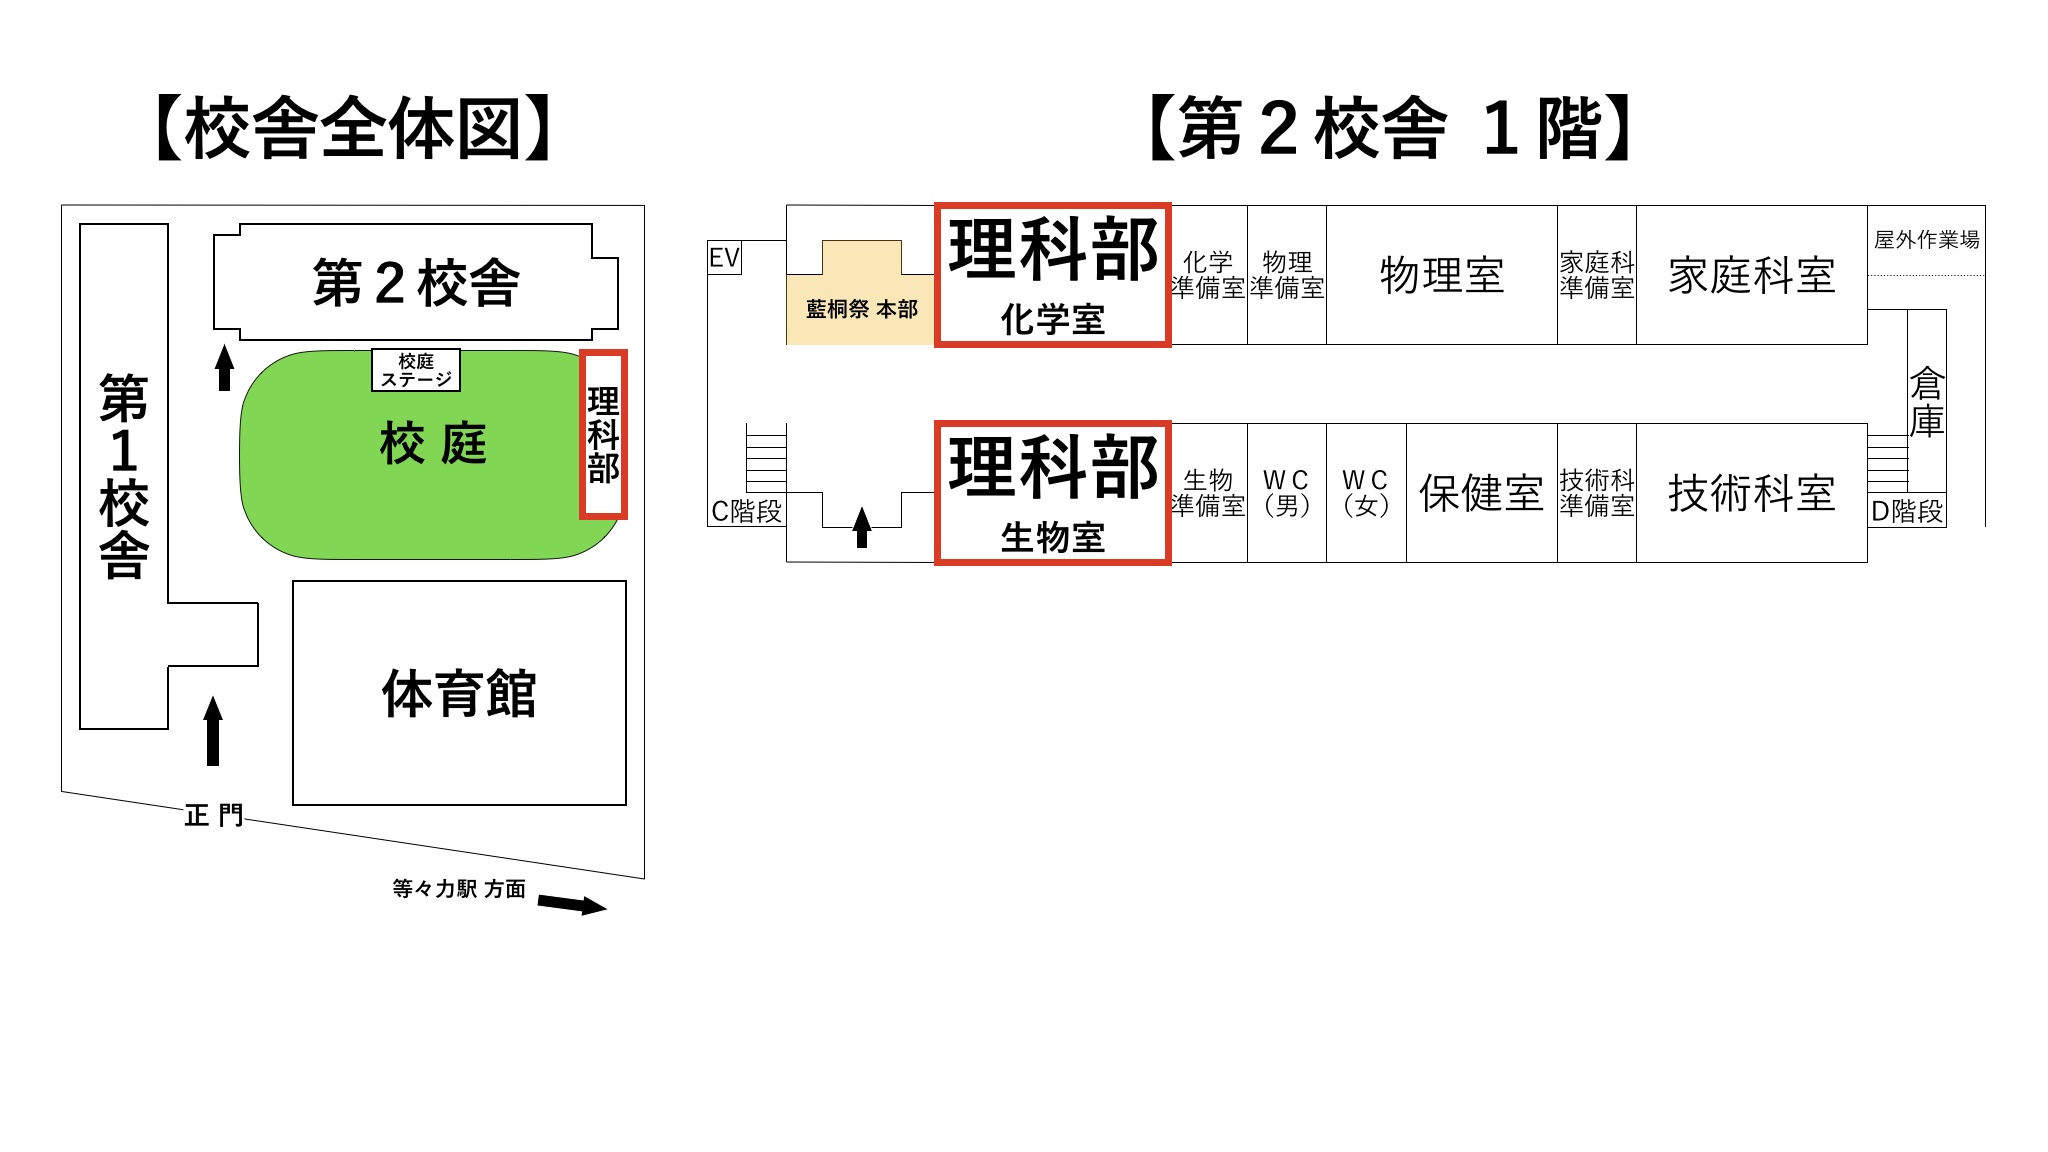 【校舎全体図】
第２校舎
校庭
ステージ
校 庭
理科部
第1校舎
体育館
正 門
等々力駅 方面
【第２校舎 １階】
EV
藍桐祭 本部
理科部
化学室
化学
準備室
物理
準備室
物理室
家庭科
準備室
家庭科室
屋外作業場
倉庫
C階段
理科部
生物室
生物
準備室
ＷＣ
（男）
ＷＣ
（女）
保健室
技術科
準備室
技術科室
D階段